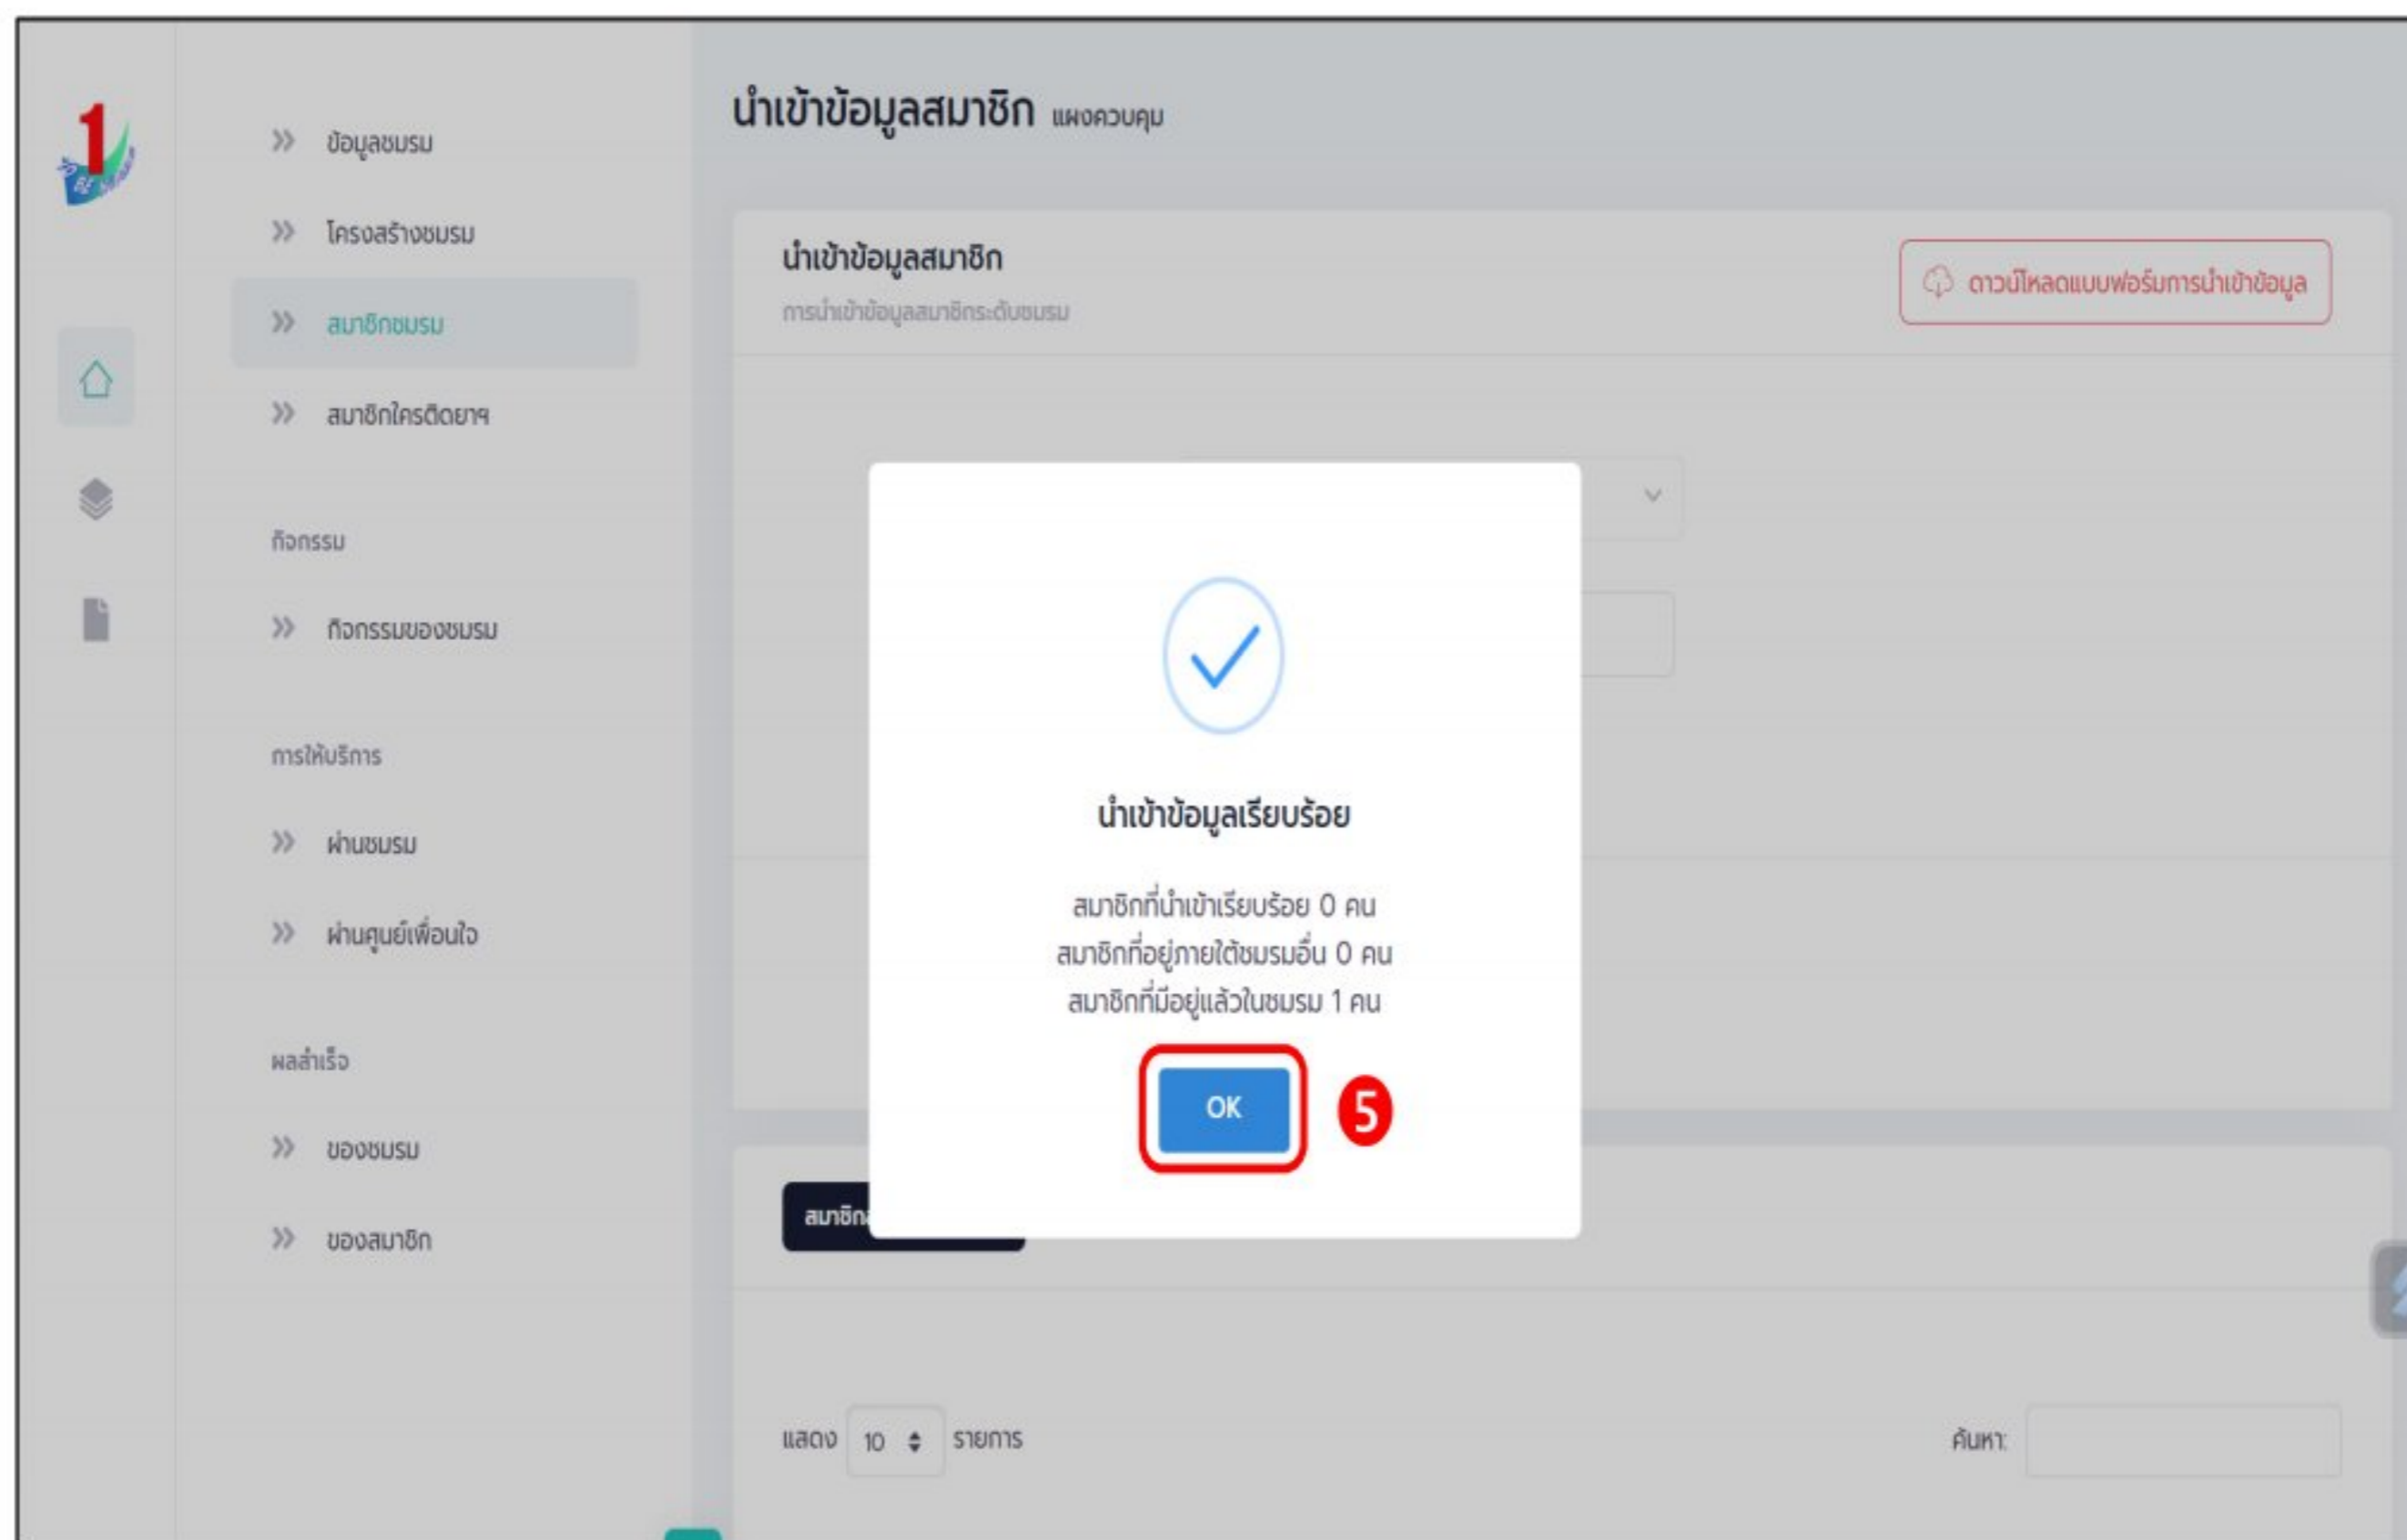 1
ข้อมูลชมรม
โครงสร้างชมรม
สมาชิกชมรม
สมาชิกใครติดยาฯ
กิจกรรม
กิจกรรมของชมรม
การให้บริการ
ผ่านชมรม
ผ่านศูนย์เพื่อนใจ
ผลสำเร็จ
ของชมรม
ของสมาชิก
นำเข้าข้อมูลสมาชิก แผงควบคุม
นำเข้าข้อมูลสมาชิก
การนำเข้าข้อมูลสมาชิกระดับชมรม
ดาวน์โหลดแบบฟอร์มการนำเข้าข้อมูล
นำเข้าข้อมูลเรียบร้อย
สมาชิกที่นำเข้าเรียบร้อย 0 คน
สมาชิกที่อยู่ภายใต้ชมรมอื่น 0 คน
สมาชิกที่มีอยู่แล้วในชมรม 1 คน
OK 5
สมาชิก
แสดง 10 รายการ
ค้นหา: